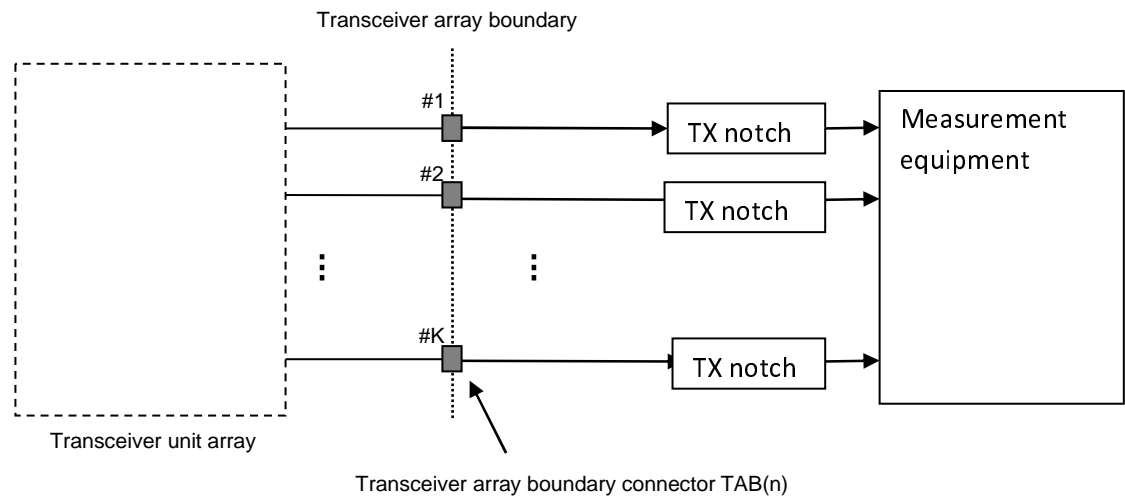 Transceiver array boundary
#1
TX notch
Measurement
equipment
#2
TX notch
#K
TX notch
Transceiver unit array
Transceiver array boundary connector TAB(n)